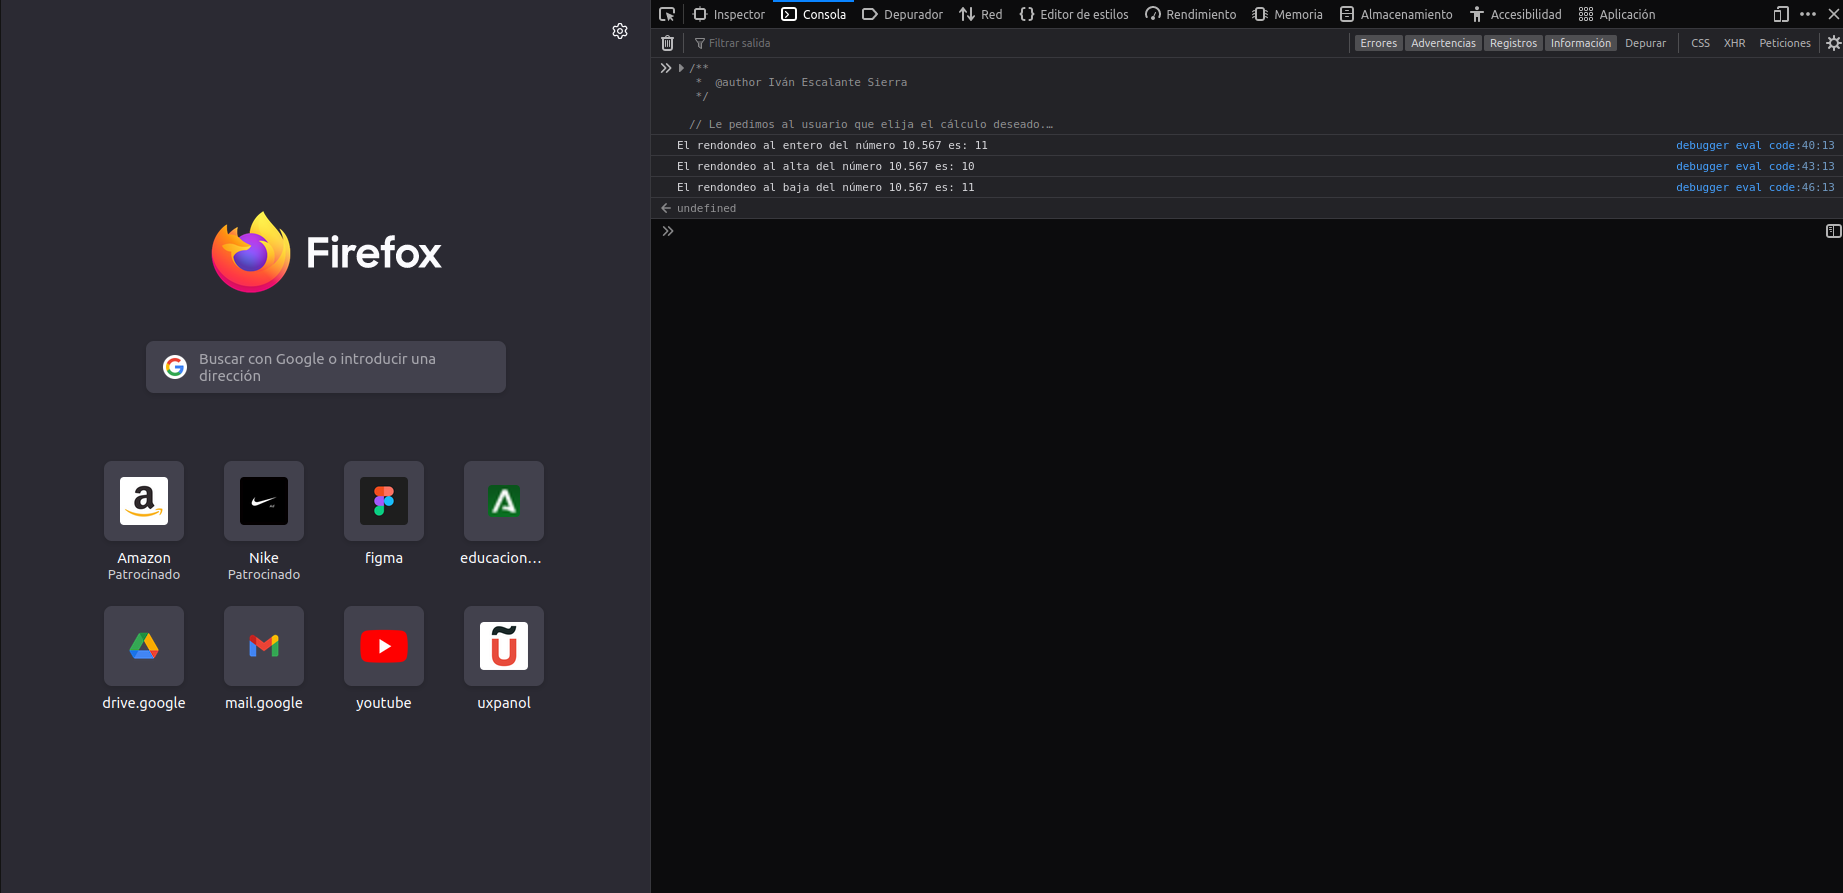 Firefox
Buscar con Google o introducir una
dirección
Amazon
Patrocinado
Nike
Patrocinado
figma
educacion…
drive.google
mail.google
youtube
uxpanol
Inspector Consola Depurador Red Editor de estilos Rendimiento Memoria Almacenamiento Accesibilidad Aplicación
Filtrar salida Errores Advertencias Registros Información Depurar CSS XHR Peticiones
/**
* @author Iván Escalante Sierra
*/
// Le pedimos al usuario que elija el cálculo deseado.…
El rendondeo al entero del número 10.567 es: 11 debugger eval code:40:13
El rendondeo al alta del número 10.567 es: 10 debugger eval code:43:13
El rendondeo al baja del número 10.567 es: 11 debugger eval code:46:13
undefined